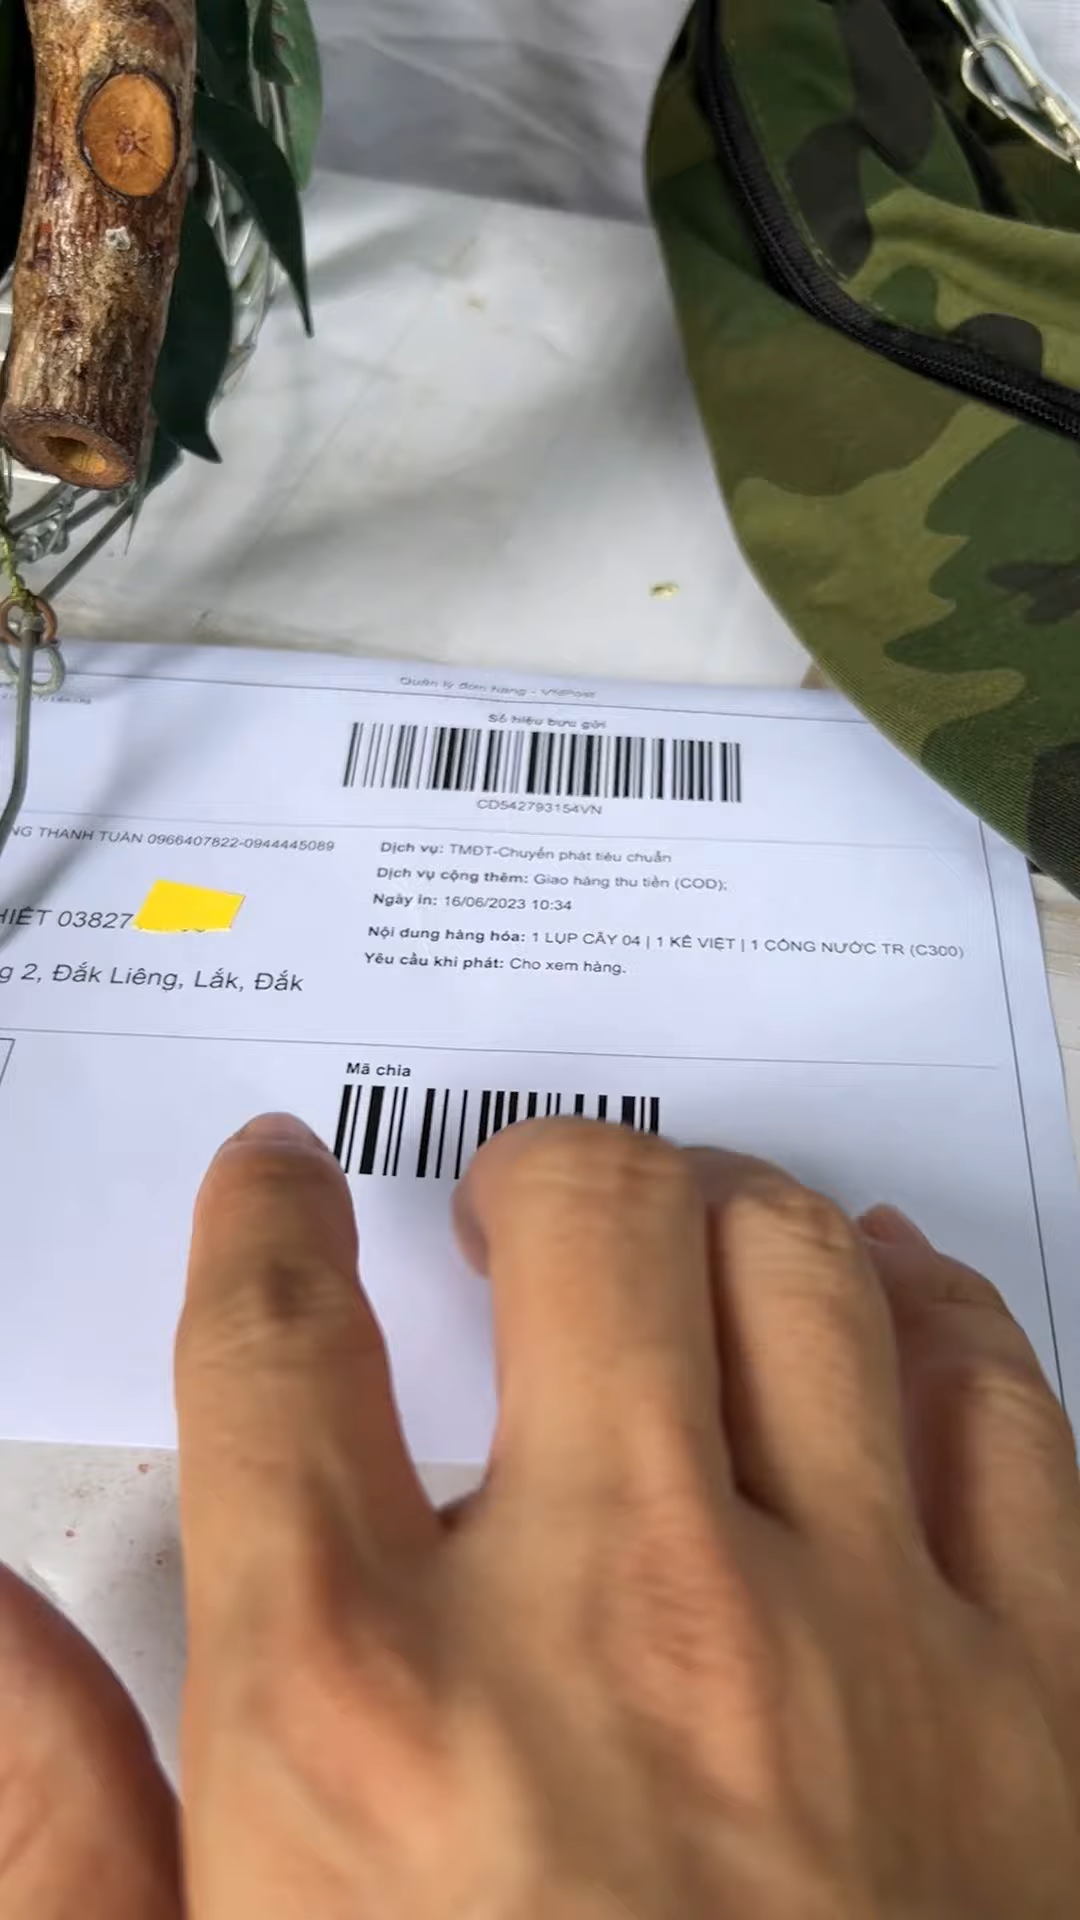 Quản lý đơn hàng - VNPost
Số hiệu bưu gửi
CD542793154VN
NG THANH TUẤN 0966407822-0944445089
HIẾT 03827
g 2, Đắk Liêng, Lắk, Đắk
Dịch vụ: TMĐT-Chuyển phát tiêu chuẩn
Dịch vụ cộng thêm: Giao hàng thu tiền (COD);
Ngày in: 16/06/2023 10:34
Nội dung hàng hóa: 1 LỤP CÂY 04 | 1 KÊ VIỆT | 1 CÔNG NƯỚC TR (C300)
Yêu cầu khi phát: Cho xem hàng.
Mã chia